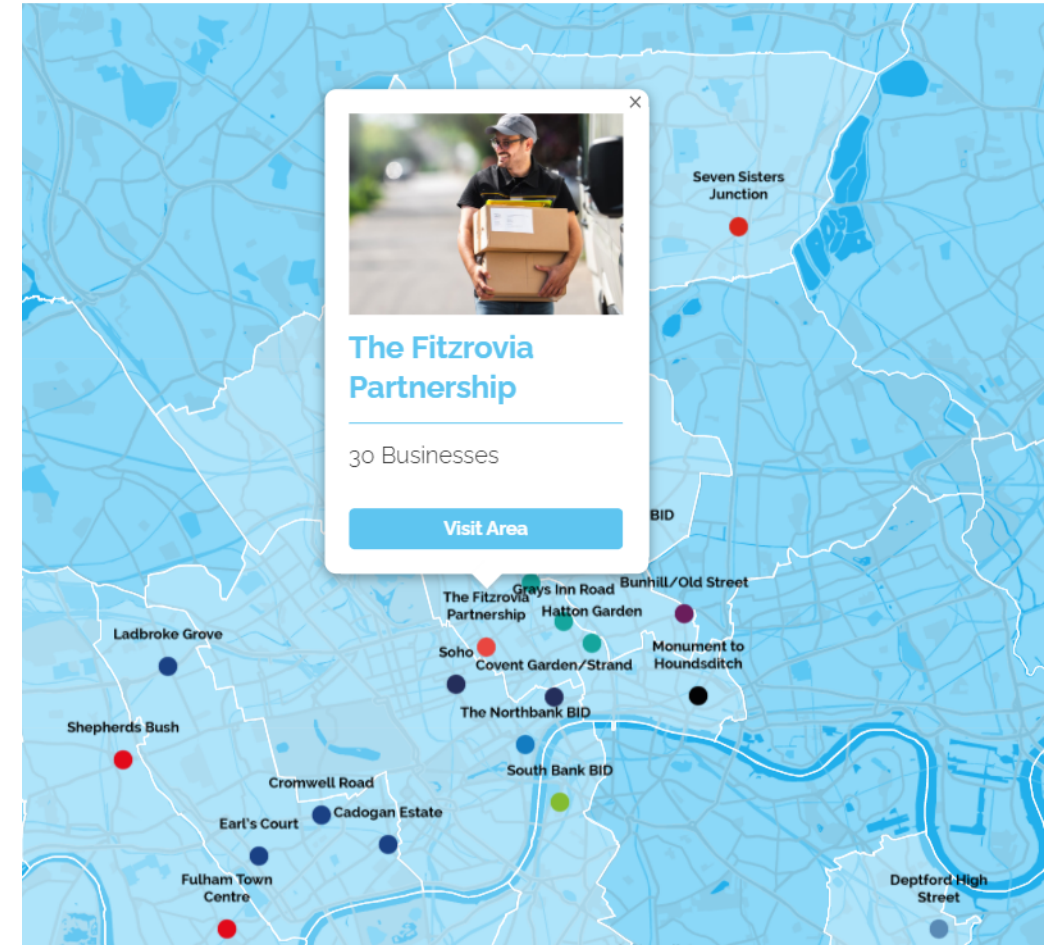 ×
Seven Sisters
Junction
The Fitzrovia
Partnership
30 Businesses
Visit Area
BID
Grays Inn Road
Bunhill/Old Street
The Fitzrovia
Partnership
Hatton Garden
Ladbroke Grove
Soho
Covent Garden/Strand
Monument to
Houndsditch
The Northbank BID
Shepherds Bush
South Bank BID
Cromwell Road
Cadogan Estate
Earl's Court
Fulham Town
Centre
Deptford High
Street